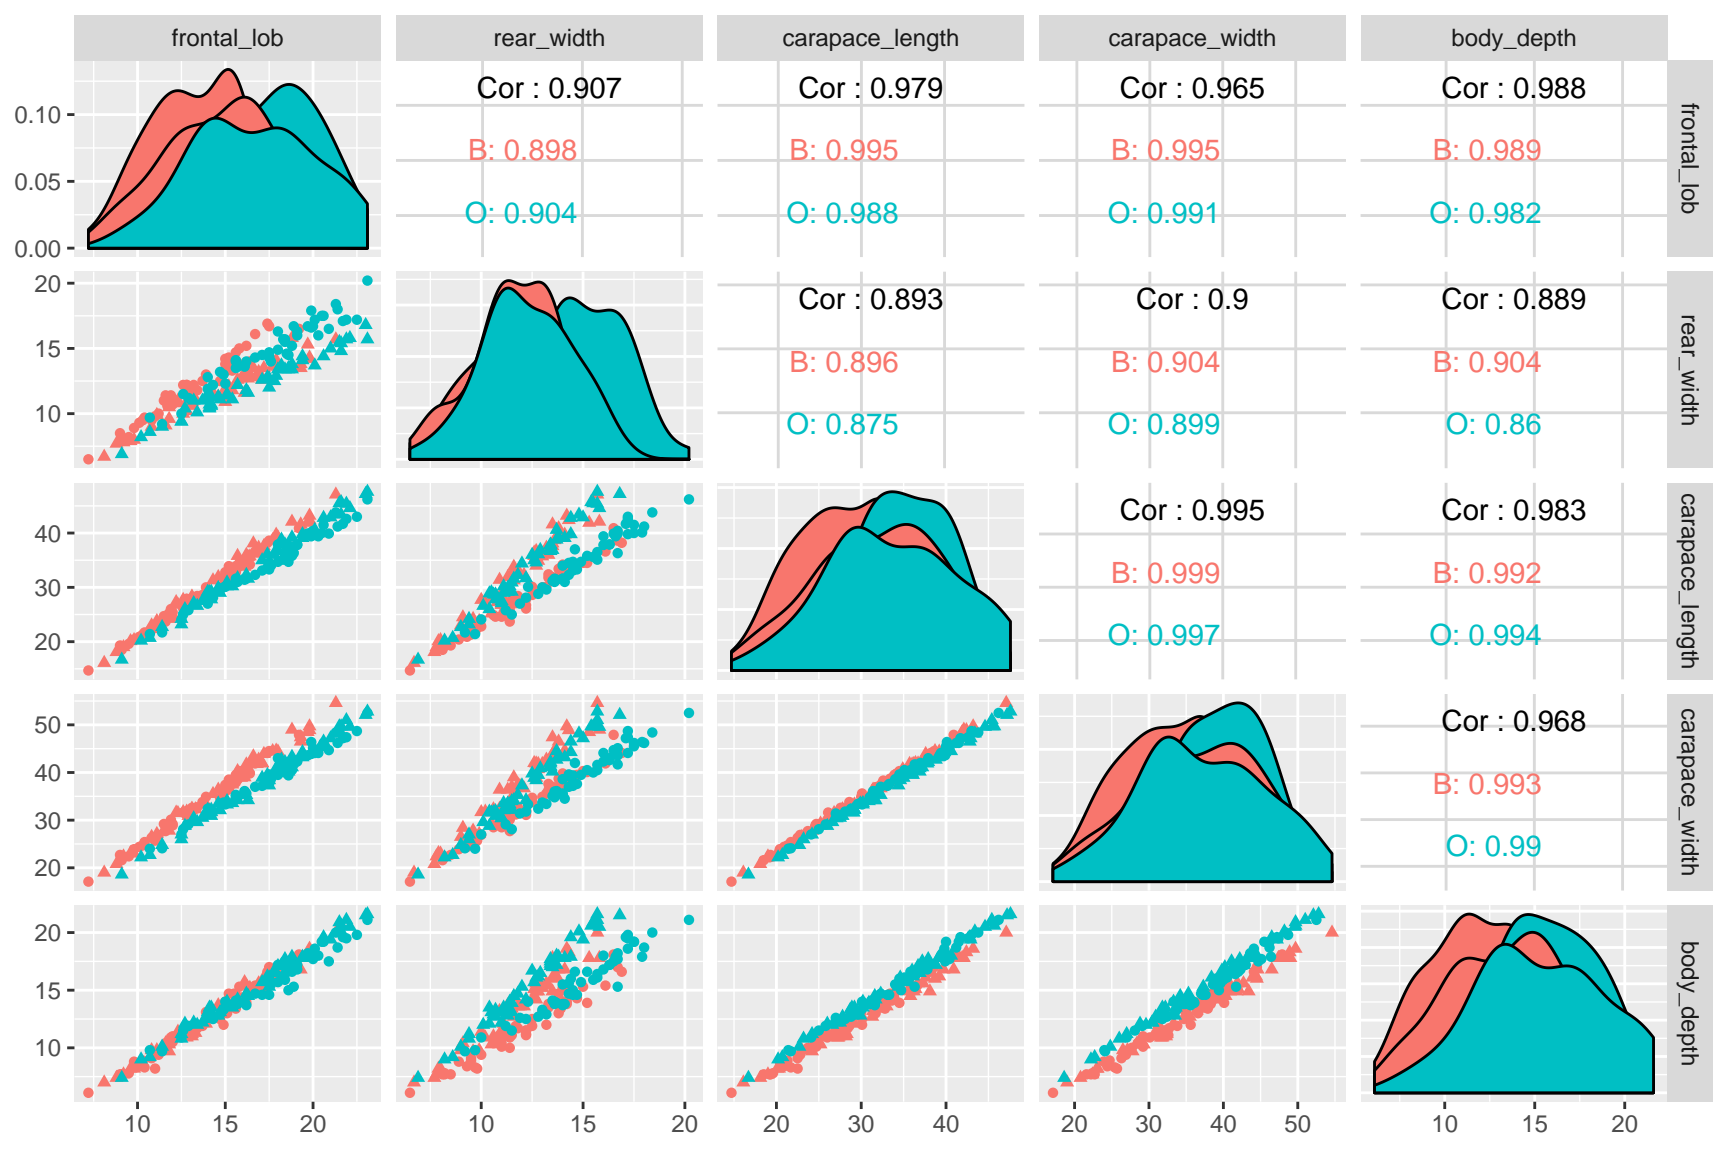 frontal_lob rear_width carapace_length carapace_width body_depth
Cor : 0.907 Cor : 0.979 Cor : 0.965 Cor : 0.988
0.10
B: 0.898 B: 0.995 B: 0.995 B: 0.989
frontal_lob
0.05
O: 0.904 O: 0.988 O: 0.991 O: 0.982
0.00
20
Cor : 0.893 Cor : 0.9 Cor : 0.889
15
B: 0.896 B: 0.904 B: 0.904
rear_width
10
O: 0.875 O: 0.899 O: 0.86
Cor : 0.995 Cor : 0.983
40
30
B: 0.999 B: 0.992
carapace_length
20
O: 0.997 O: 0.994
50
Cor : 0.968
40
B: 0.993
carapace_width
30
O: 0.99
20
20
15
body_depth
10
10 15 20 10 15 20 20 30 40 20 30 40 50 10 15 20